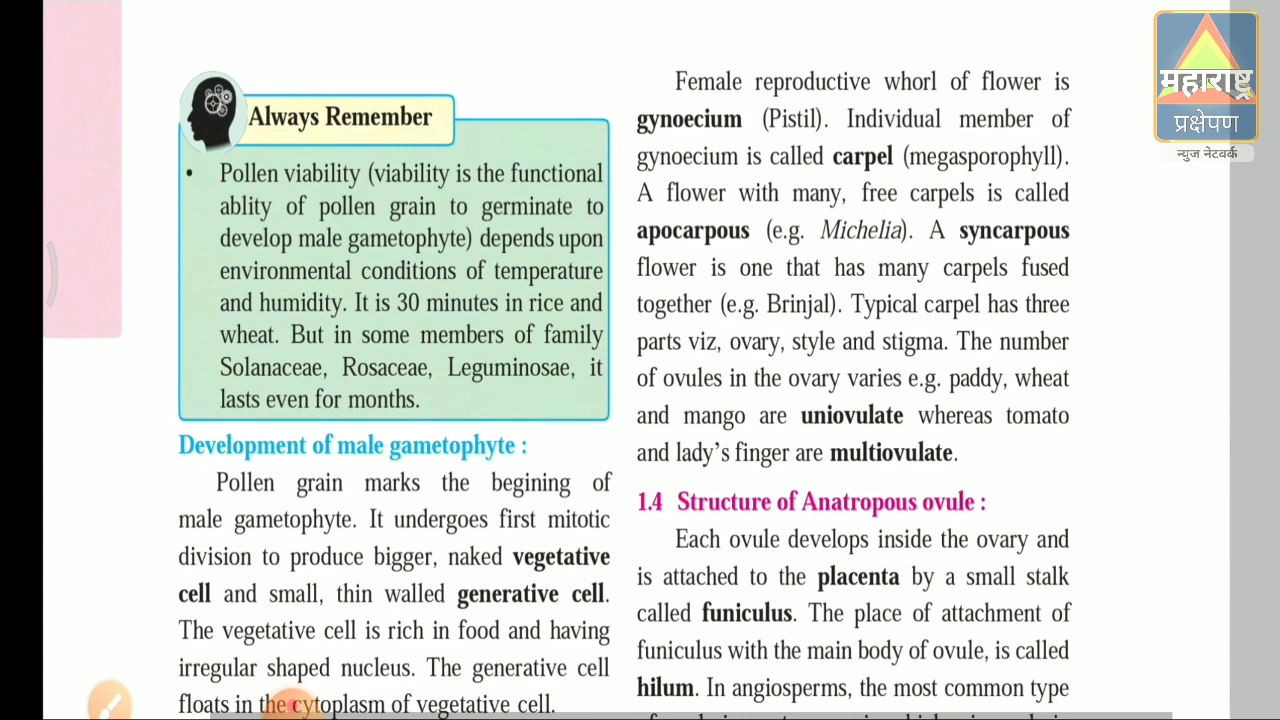 Always Remember
• Pollen viability (viability is the functional
ablity of pollen grain to germinate to
develop male gametophyte) depends upon
environmental conditions of temperature
and humidity. It is 30 minutes in rice and
wheat. But in some members of family
Solanaceae, Rosaceae, Leguminosae, it
lasts even for months.
Development of male gametophyte :
Pollen grain marks the begining of
male gametophyte. It undergoes first mitotic
division to produce bigger, naked vegetative
cell and small, thin walled generative cell.
The vegetative cell is rich in food and having
irregular shaped nucleus. The generative cell
floats in the cytoplasm of vegetative cell.
Female reproductive whorl of flower is
gynoecium (Pistil). Individual member of
gynoecium is called carpel (megasporophyll).
A flower with many, free carpels is called
apocarpous (e.g. Michelia). A syncarpous
flower is one that has many carpels fused
together (e.g. Brinjal). Typical carpel has three
parts viz, ovary, style and stigma. The number
of ovules in the ovary varies e.g. paddy, wheat
and mango are uniovulate whereas tomato
and lady’s finger are multiovulate.
1.4 Structure of Anatropous ovule :
Each ovule develops inside the ovary and
is attached to the placenta by a small stalk
called funiculus. The place of attachment of
funiculus with the main body of ovule, is called
hilum. In angiosperms, the most common type
महाराष्ट्र
प्रक्षेपण
न्युज नेटवर्क